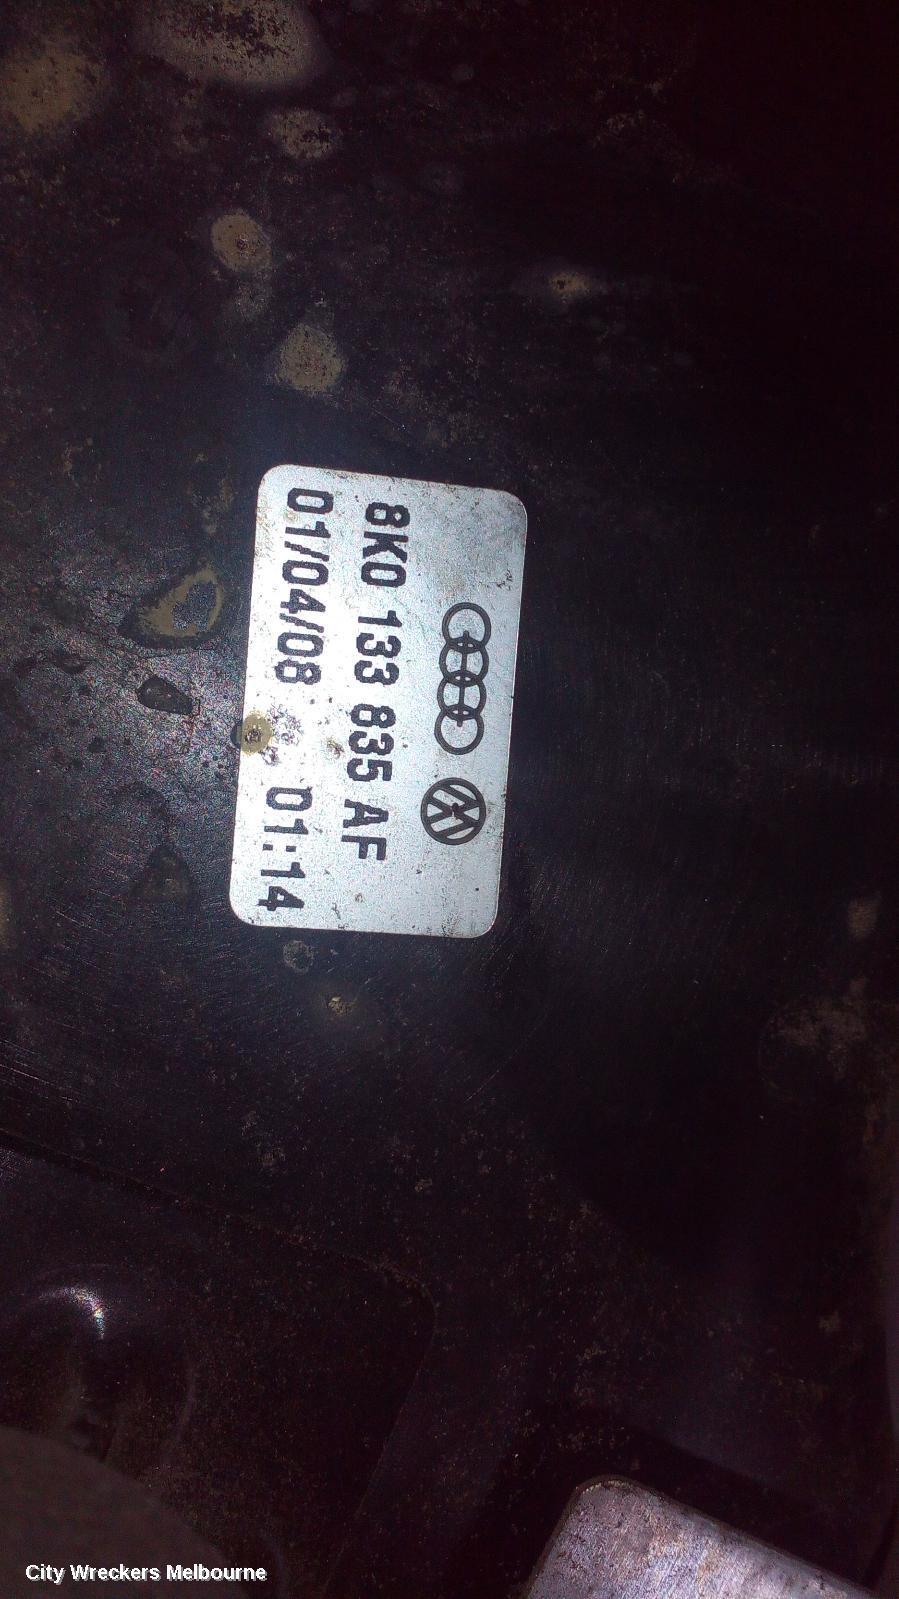 8K0 133 835 AF
01/04/08 01:14
City Wreckers Melbourne